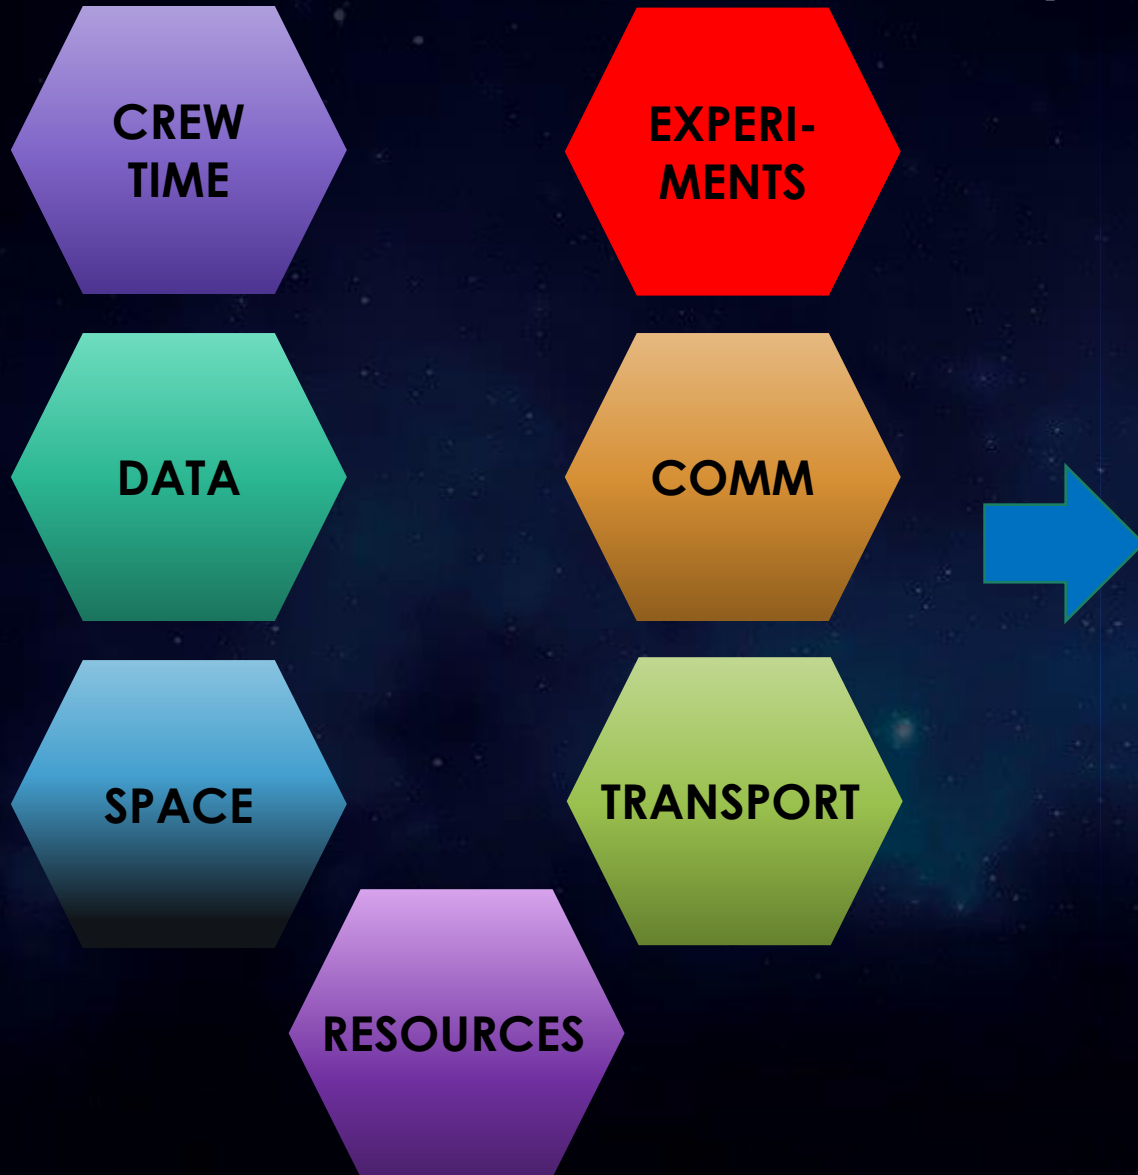 CREW
TIME
EXPERI-
MENTS
DATA
COMM
SPACE
TRANSPORT
RESOURCES